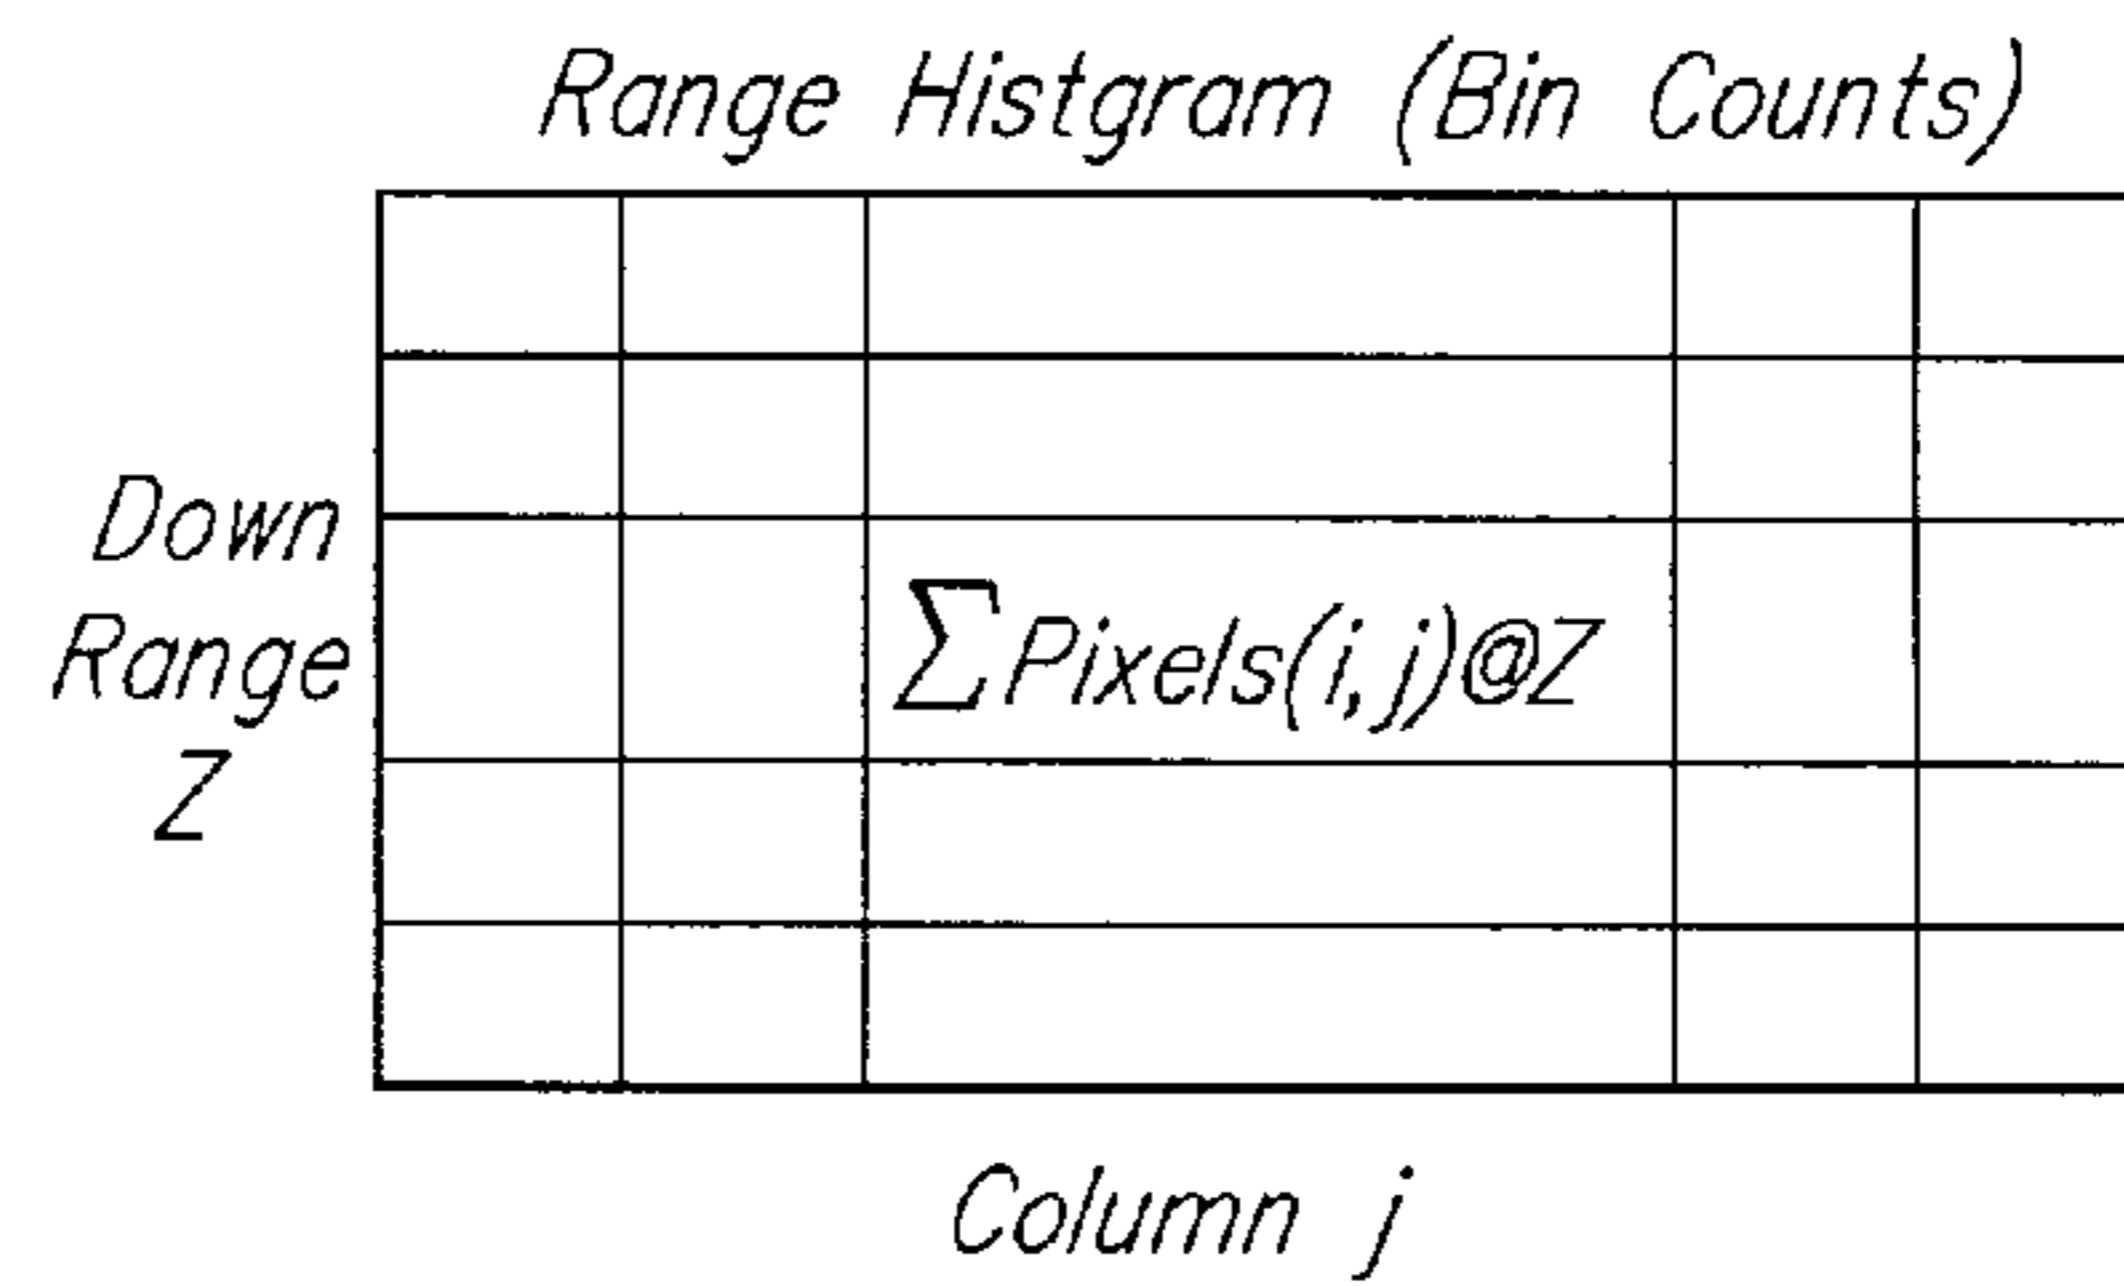 Range Histgram (Bin Counts)
Down
Range
Z
∑Pixels(i,j)@Z
Column j